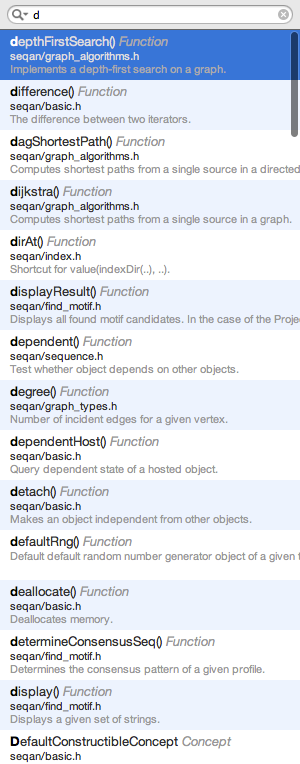 d
depthFirstSearch() Function
seqan/graph_algorithms.h
Implements a depth-first search on a graph.
difference() Function
seqan/basic.h
The difference between two iterators.
dagShortestPath() Function
seqan/graph_algorithms.h
Computes shortest paths from a single source in a directed
dijkstra() Function
seqan/graph_algorithms.h
Computes shortest paths from a single source in a graph.
dirAt() Function
seqan/index.h
Shortcut for value(indexDir(..), ..).
displayResult() Function
seqan/find_motif.h
Displays all found motif candidates. In the case of the Proje
dependent() Function
seqan/sequence.h
Test whether object depends on other objects.
degree() Function
seqan/graph_types.h
Number of incident edges for a given vertex.
dependentHost() Function
seqan/basic.h
Query dependent state of a hosted object.
detach() Function
seqan/basic.h
Makes an object independent from other objects.
defaultRng() Function
Default default random number generator object of a given t
deallocate() Function
seqan/basic.h
Deallocates memory.
determineConsensusSeq() Function
seqan/find_motif.h
Determines the consensus pattern of a given profile.
display() Function
seqan/find_motif.h
Displays a given set of strings.
DefaultConstructibleConcept Concept
seqan/basic.h